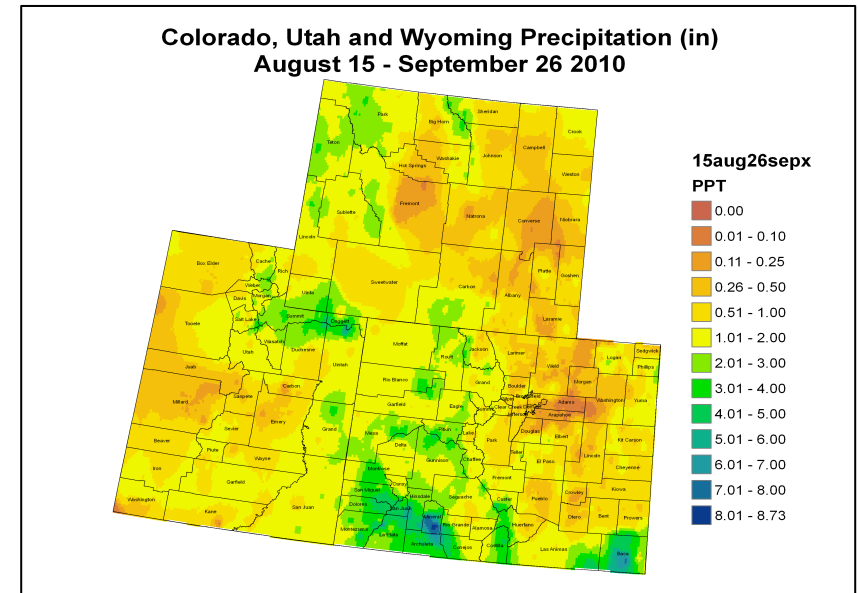 Colorado, Utah and Wyoming Precipitation (in)
August 15 - September 26 2010
15aug26sepx
PPT
0.00
0.01 - 0.10
0.11 - 0.25
0.26 - 0.50
0.51 - 1.00
1.01 - 2.00
2.01 - 3.00
3.01 - 4.00
4.01 - 5.00
5.01 - 6.00
6.01 - 7.00
7.01 - 8.00
8.01 - 8.73
Park
Big Horn
Sheridan
Crook
Teton
Washakie
Johnson
Campbell
Hot Springs
Weston
Fremont
Sublette
Natrona
Converse
Niobrara
Lincoln
Platte
Goshen
Sweetwater
Carbon
Albany
Uinta
Laramie
Box Elder
Cache
Rich
Weber
Morgan
Davis
Salt Lake
Summit
Daggett
Tooele
Wasatch
Utah
Duchesne
Uintah
Juab
Millard
Sanpete
Carbon
Sevier
Emery
Grand
Beaver
Piute
Wayne
Iron
Garfield
Washington
Kane
San Juan
Moffat
Routt
Jackson
Larimer
Weld
Logan
Sedgwick
Phillips
Morgan
Rio Blanco
Grand
Boulder
Washington
Yuma
Garfield
Eagle
Summit
Clear Creek
Adams
Arapahoe
Mesa
Pitkin
Lake
Park
Douglas
Elbert
Kit Carson
Delta
Gunnison
Chaffee
Teller
El Paso
Lincoln
Cheyenne
Montrose
Fremont
Ouray
San Miguel
Hinsdale
Saguache
Custer
Pueblo
Crowley
Kiowa
Dolores
San Juan
Mineral
Rio Grande
Alamosa
Huerfano
Otero
Bent
Prowers
Montezuma
La Plata
Archuleta
Conejos
Costilla
Las Animas
Baca